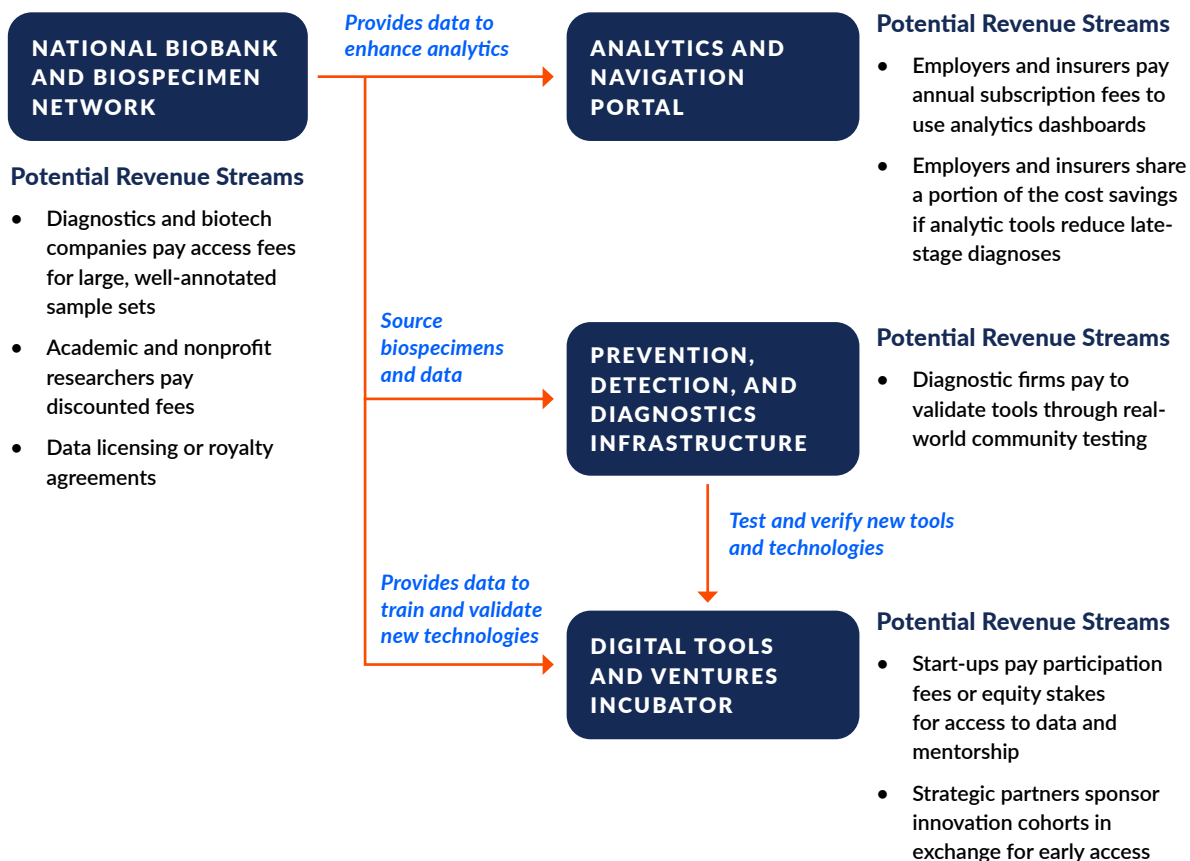 NATIONAL BIOBANK
AND BIOSPECIMEN
NETWORK
Potential Revenue Streams
• Diagnostics and biotech
companies pay access fees
for large, well-annotated
sample sets
• Academic and nonprofit
researchers pay
discounted fees
• Data licensing or royalty
agreements
Provides data to
enhance analytics
ANALYTICS AND
NAVIGATION
PORTAL
Potential Revenue Streams
• Employers and insurers pay
annual subscription fees to
use analytics dashboards
• Employers and insurers share
a portion of the cost savings
if analytic tools reduce late-
stage diagnoses
Source
biospecimens
and data
PREVENTION,
DETECTION, AND
DIAGNOSTICS
INFRASTRUCTURE
Potential Revenue Streams
• Diagnostic firms pay to
validate tools through real-
world community testing
Test and verify new tools
and technologies
Provides data to
train and validate
new technologies
DIGITAL TOOLS
AND VENTURES
INCUBATOR
Potential Revenue Streams
• Start-ups pay participation
fees or equity stakes
for access to data and
mentorship
• Strategic partners sponsor
innovation cohorts in
exchange for early access